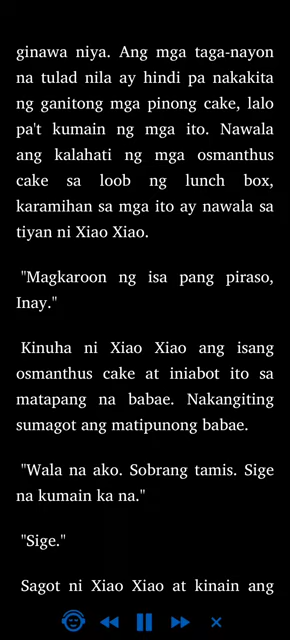 ginawa niya. Ang mga taga-nayon
na tulad nila ay hindi pa nakakita
ng ganitong mga pinong cake, lalo
pa't kumain ng mga ito. Nawala
ang kalahati ng mga osmanthus
cake sa loob ng lunch box,
karamihan sa mga ito ay nawala sa
tiyan ni Xiao Xiao.
"Magkaroon ng isa pang piraso,
Inay."
Kinuha ni Xiao Xiao ang isang
osmanthus cake at iniabot ito sa
matapang na babae. Nakangiting
sumagot ang matipunong babae.
"Wala na ako. Sobrang tamis. Sige
na kumain ka na."
"Sige."
Sagot ni Xiao Xiao at kinain ang